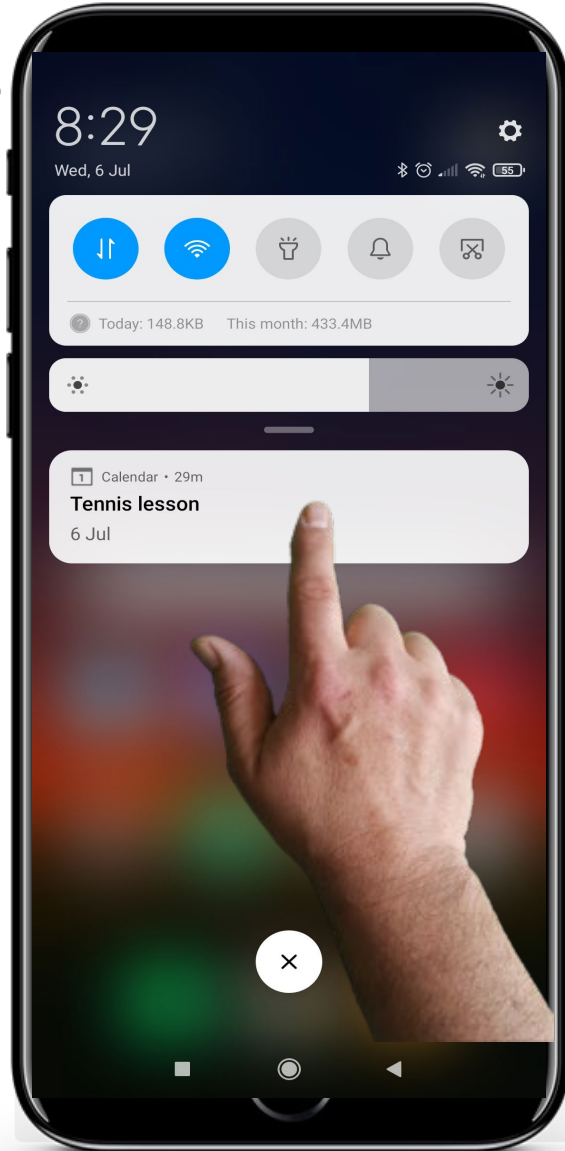 8:29
Wed, 6 Jul
55
Today: 148.8KB This month: 433.4MB
1 Calendar • 29m
Tennis lesson
6 Jul